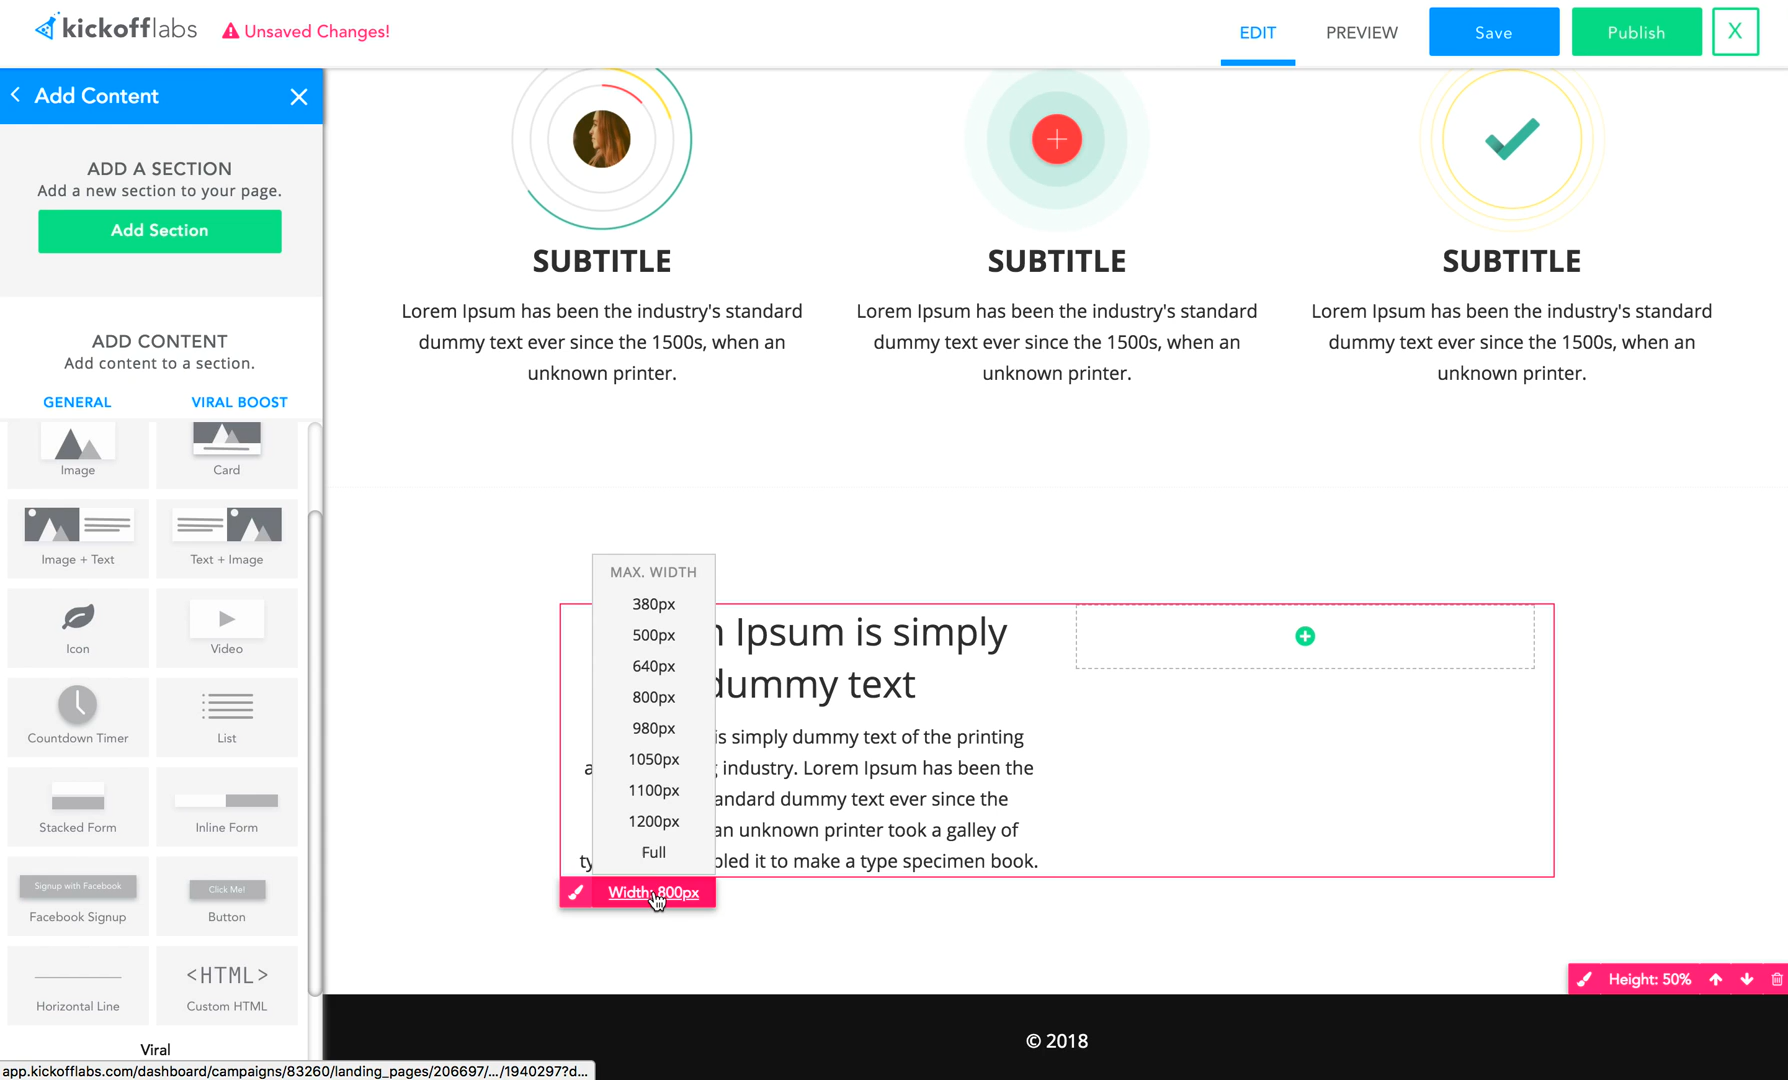 kickofflabs
Unsaved Changes!
EDIT
PREVIEW
Save
Publish
X
Add Content
ADD A SECTION
Add a new section to your page.
Add Section
ADD CONTENT
Add content to a section.
GENERAL
VIRAL BOOST
Image
Card
Image + Text
Text + Image
Icon
Video
Countdown Timer
List
Stacked Form
Inline Form
Signup with Facebook
Facebook Signup
Click Me!
Button
Horizontal Line
<HTML>
Custom HTML
Viral
app.kickofflabs.com/dashboard/campaigns/83260/landing_pages/206697/.../1940297?d...
SUBTITLE
Lorem Ipsum has been the industry's standard
dummy text ever since the 1500s, when an
unknown printer.
SUBTITLE
Lorem Ipsum has been the industry's standard
dummy text ever since the 1500s, when an
unknown printer.
SUBTITLE
Lorem Ipsum has been the industry's standard
dummy text ever since the 1500s, when an
unknown printer.
MAX. WIDTH
380px
500px
640px
800px
980px
1050px
1100px
1200px
Full
Ipsum is simply
dummy text
is simply dummy text of the printing
industry. Lorem Ipsum has been the
dummy text ever since the
an unknown printer took a galley of
it to make a type specimen book.
Width: 800px
Height: 50%
© 2018